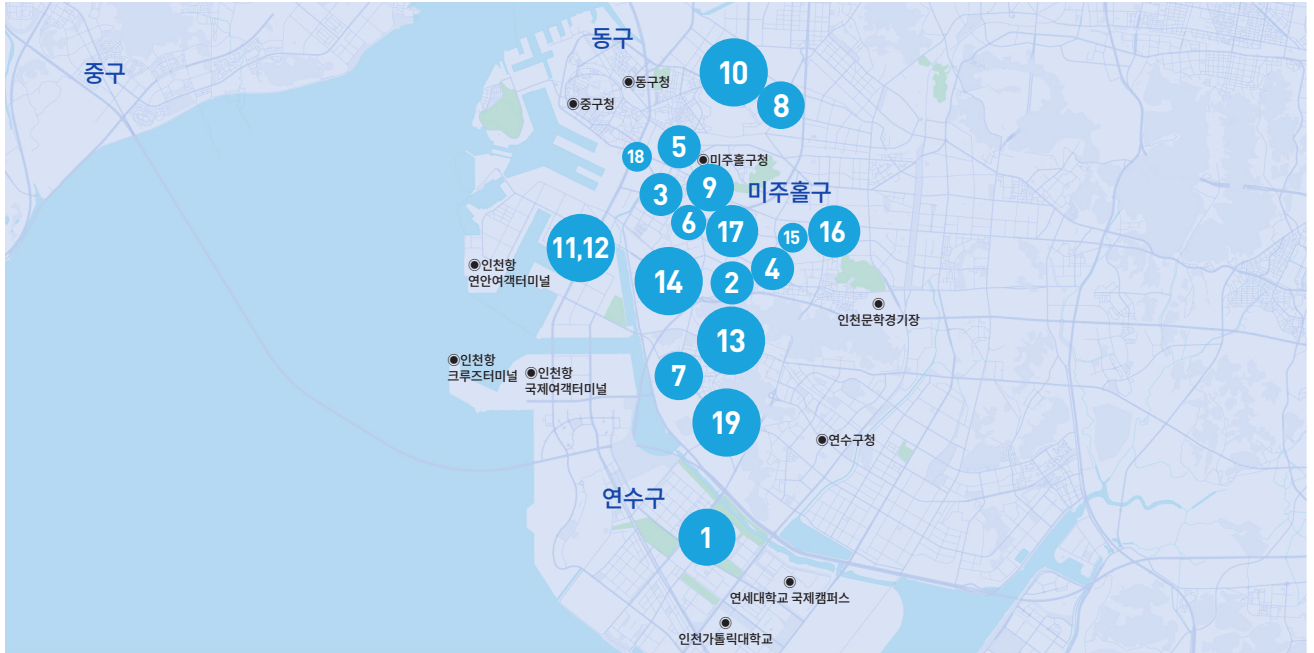 동구
중구
10
◉동구청
◉중구청
8
5
18
◉미주홀구청
9
미주홀구
3
6
17
16
15
11,12
4
◉인천항
연안여객터미널
14
2
◉
인천문학경기장
13
◉인천항
크루즈터미널
◉인천항
국제여객터미널
7
19
◉연수구청
연수구
1
◉
연세대학교 국제캠퍼스
◉
인천가톨릭대학교